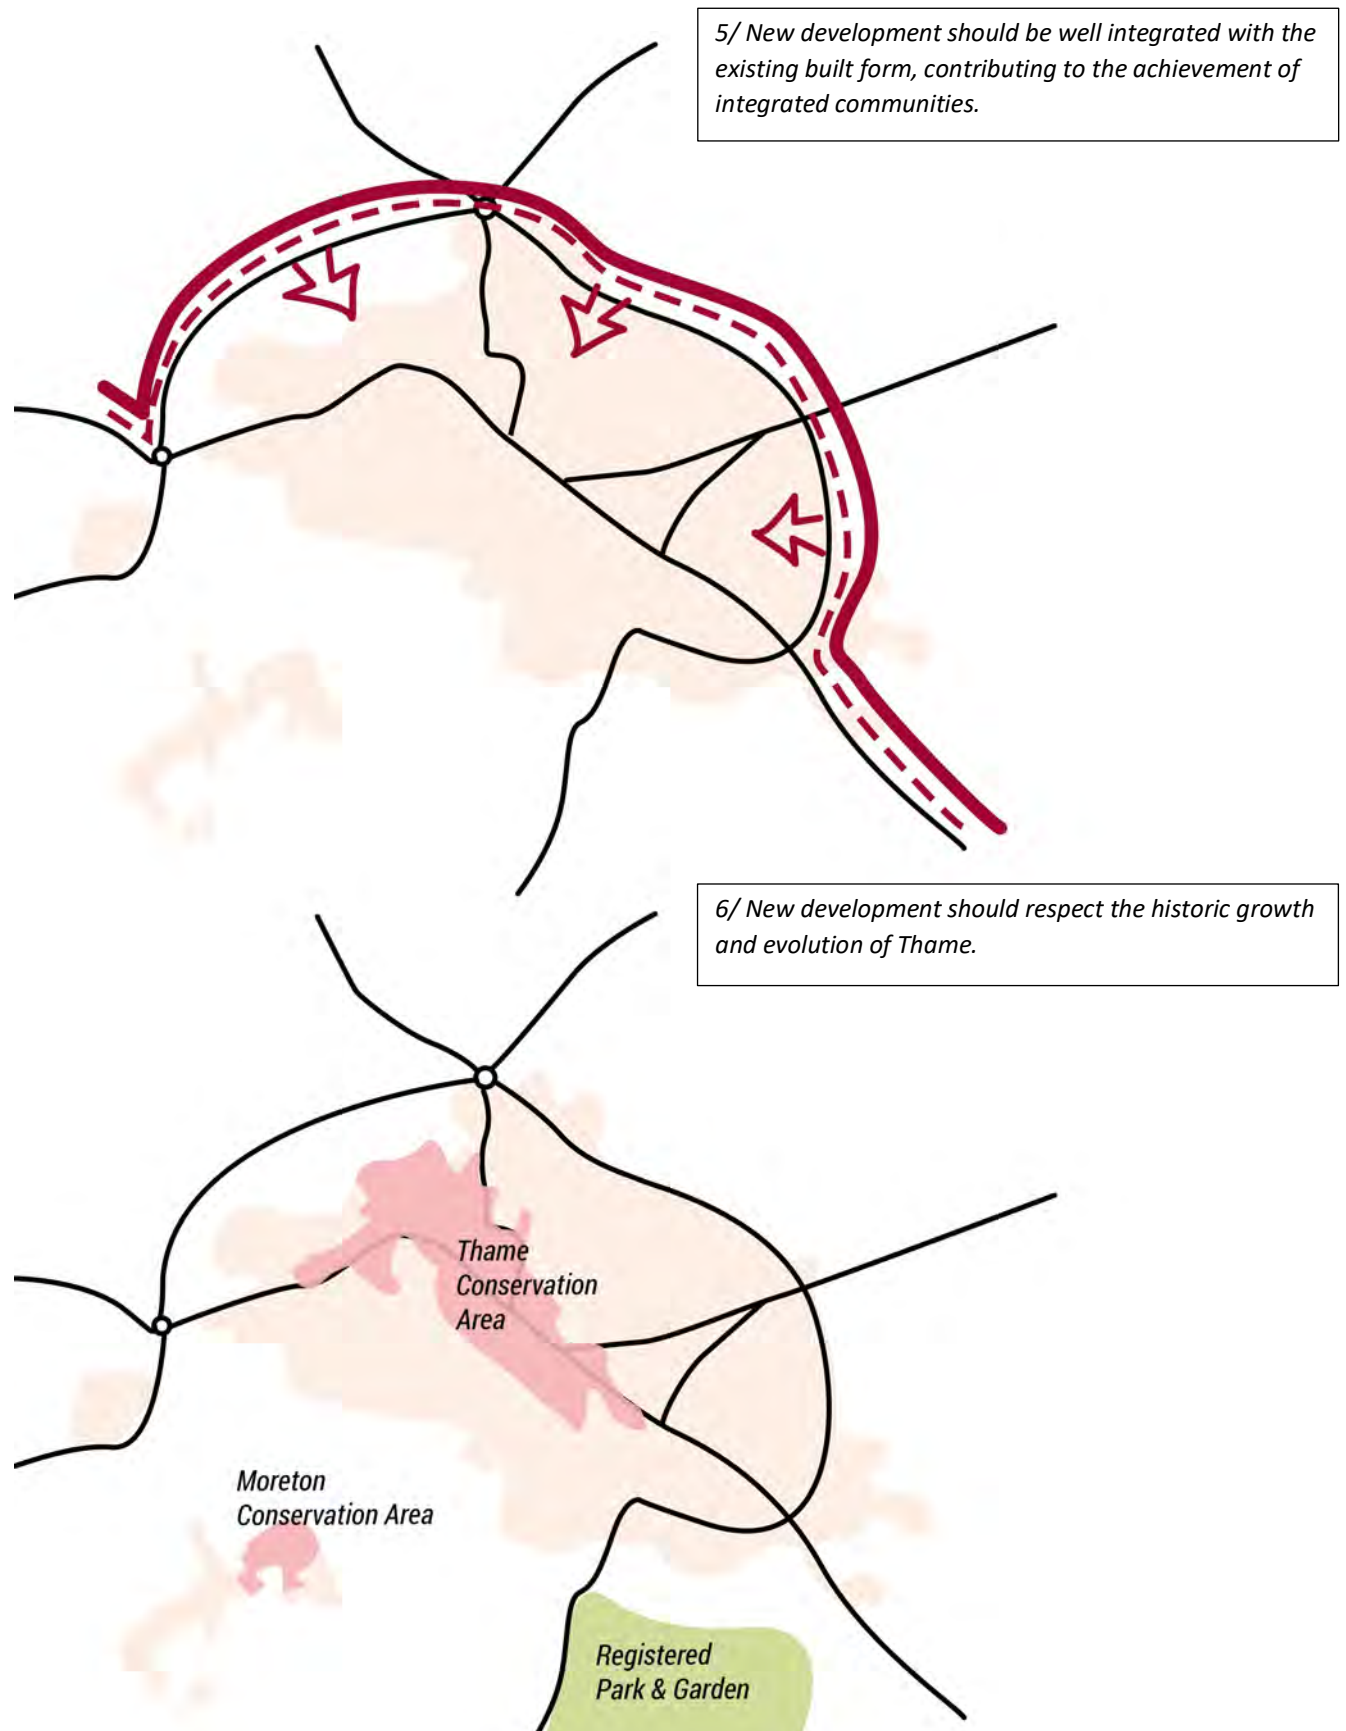 5/ New development should be well integrated with the
existing built form, contributing to the achievement of
integrated communities.
6/ New development should respect the historic growth
and evolution of Thame.
Thame
Conservation
Area
Moreton
Conservation Area
Registered
Park & Garden